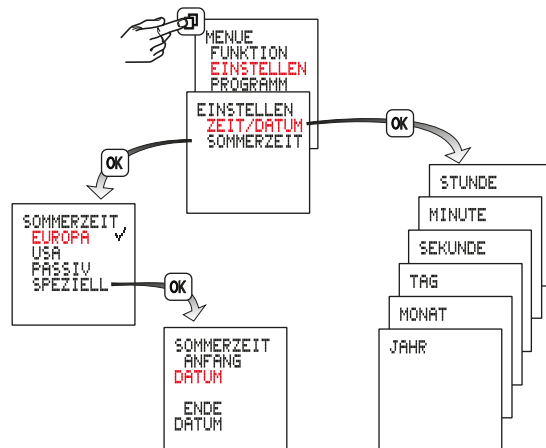 MENUE
FUNKTION
EINSTELLEN
PROGRAMM
EINSTELLEN
ZEIT/DATUM
SOMMERZEIT
OK
OK
SOMMERZEIT
EUROPA
USA
PASSIV
SPEZIELL
OK
SOMMERZEIT
ANFANG
DATUM
ENDE
DATUM
STUNDE
MINUTE
SEKUNDE
TAG
MONAT
JAHR